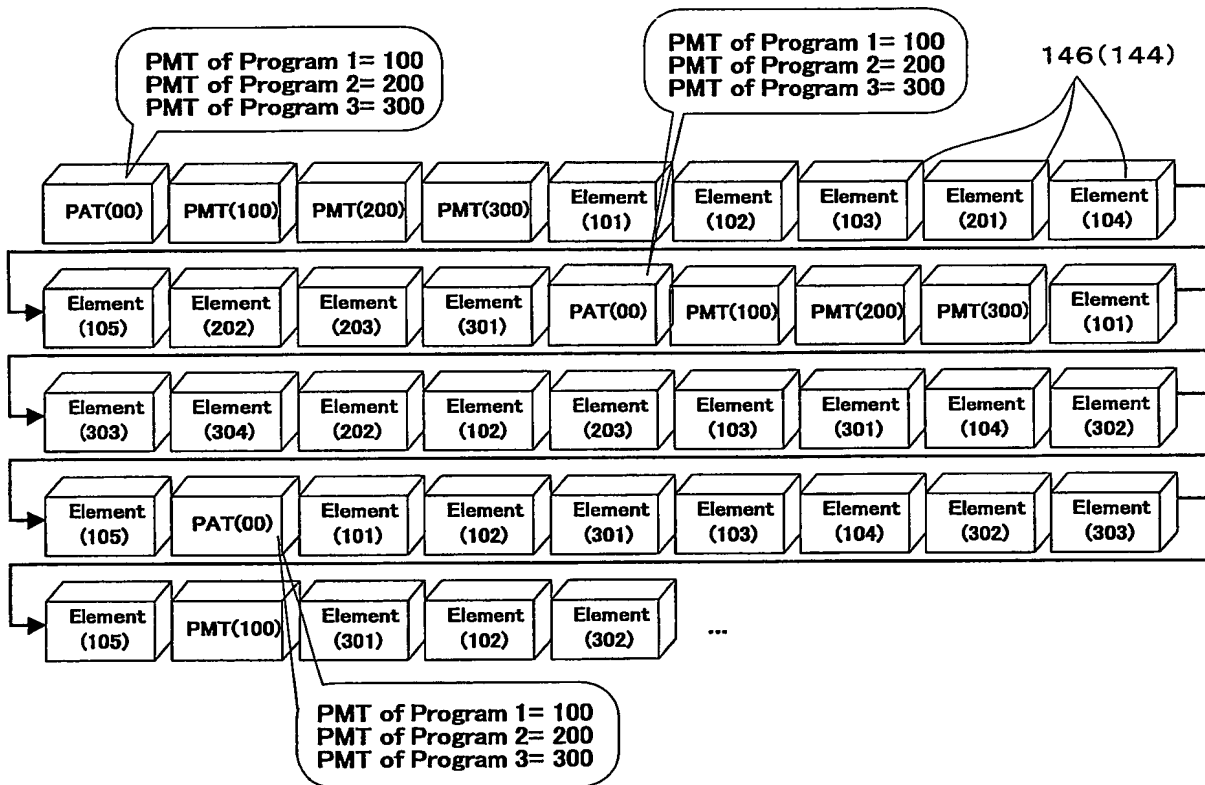 PMT of Program 1= 100
PMT of Program 2= 200
PMT of Program 3= 300
PMT of Program 1= 100
PMT of Program 2= 200
PMT of Program 3= 300
146(144)
PAT(00)
PMT(100)
PMT(200)
PMT(300)
Element
(101)
Element
(102)
Element
(103)
Element
(201)
Element
(104)
Element
(105)
Element
(202)
Element
(203)
Element
(301)
PAT(00)
PMT(100)
PMT(200)
PMT(300)
Element
(101)
Element
(303)
Element
(304)
Element
(202)
Element
(102)
Element
(203)
Element
(103)
Element
(301)
Element
(104)
Element
(302)
Element
(105)
PAT(00)
Element
(101)
Element
(102)
Element
(301)
Element
(103)
Element
(104)
Element
(302)
Element
(303)
Element
(105)
PMT(100)
Element
(301)
Element
(102)
Element
(302)
...
PMT of Program 1= 100
PMT of Program 2= 200
PMT of Program 3= 300